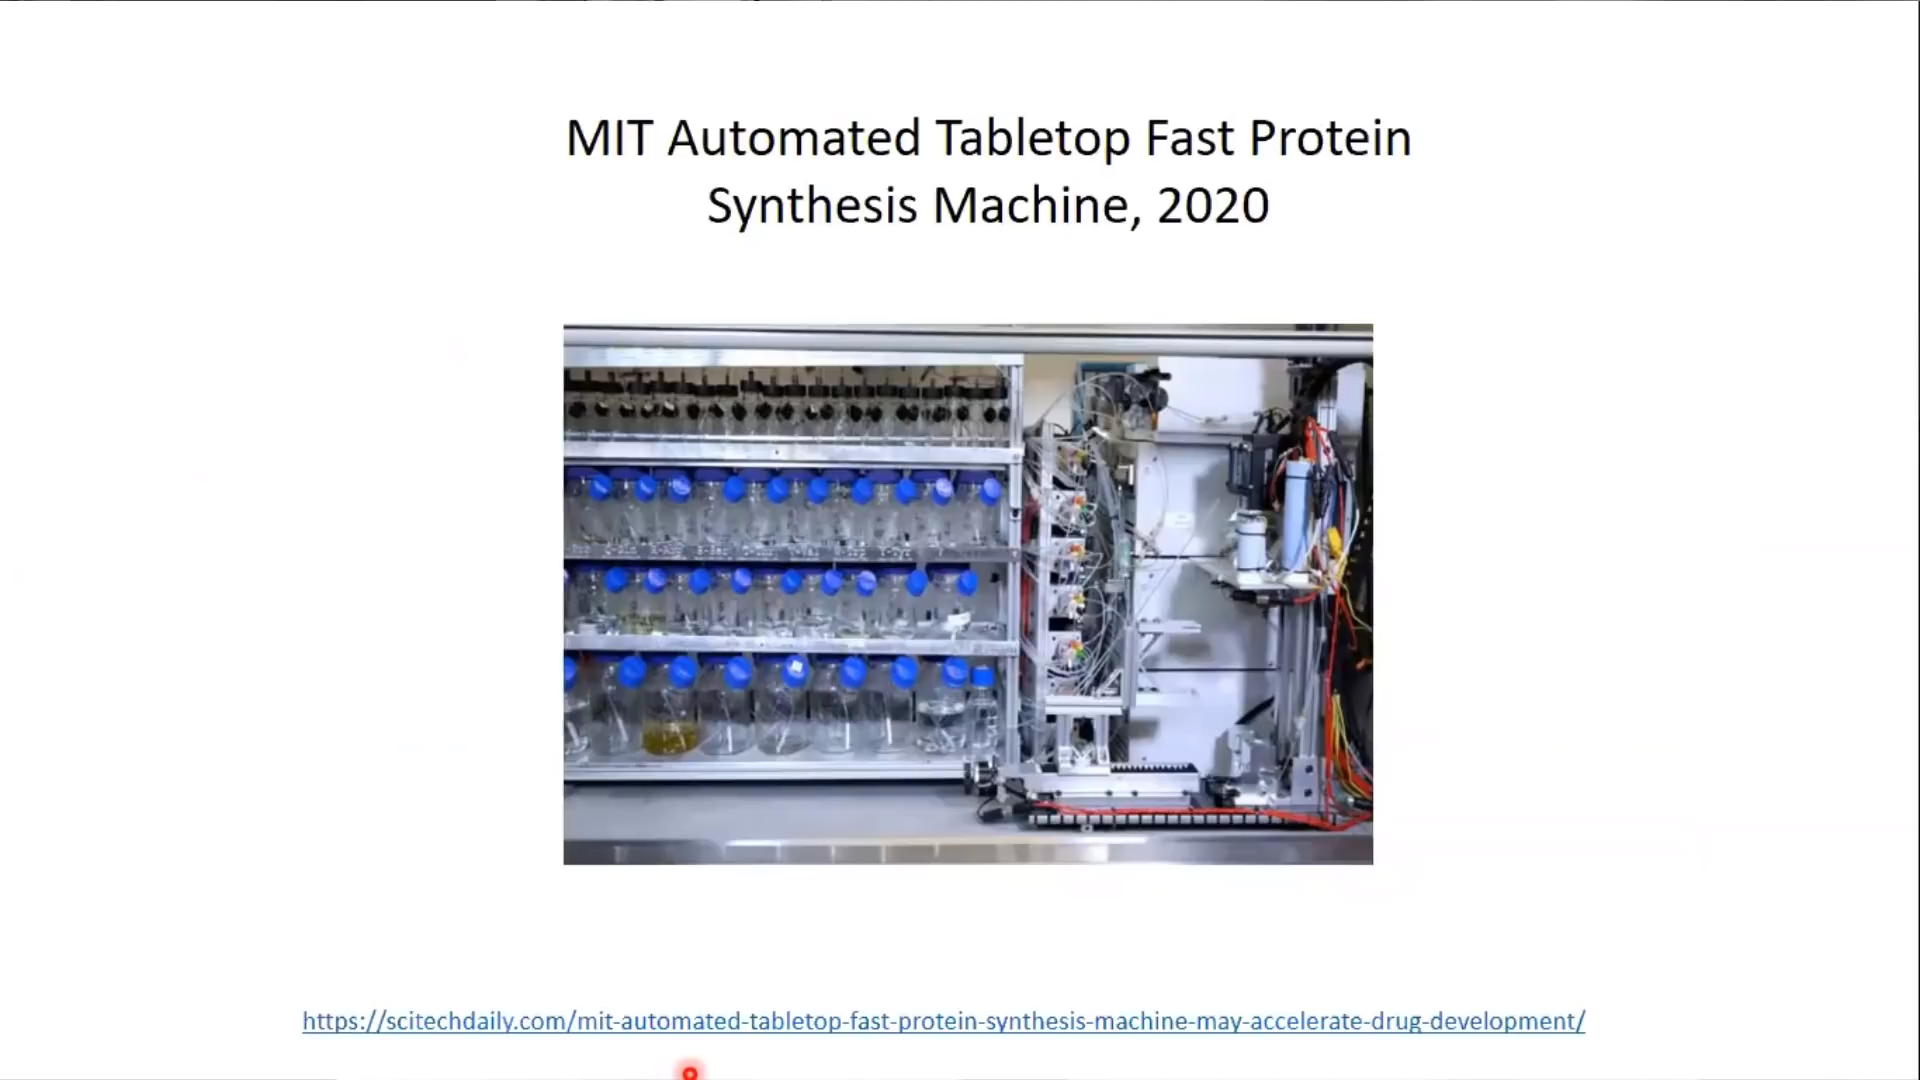 MIT Automated Tabletop Fast Protein
Synthesis Machine, 2020
https://scitechdaily.com/mit-automated-tabletop-fast-protein-synthesis-machine-may-accelerate-drug-development/